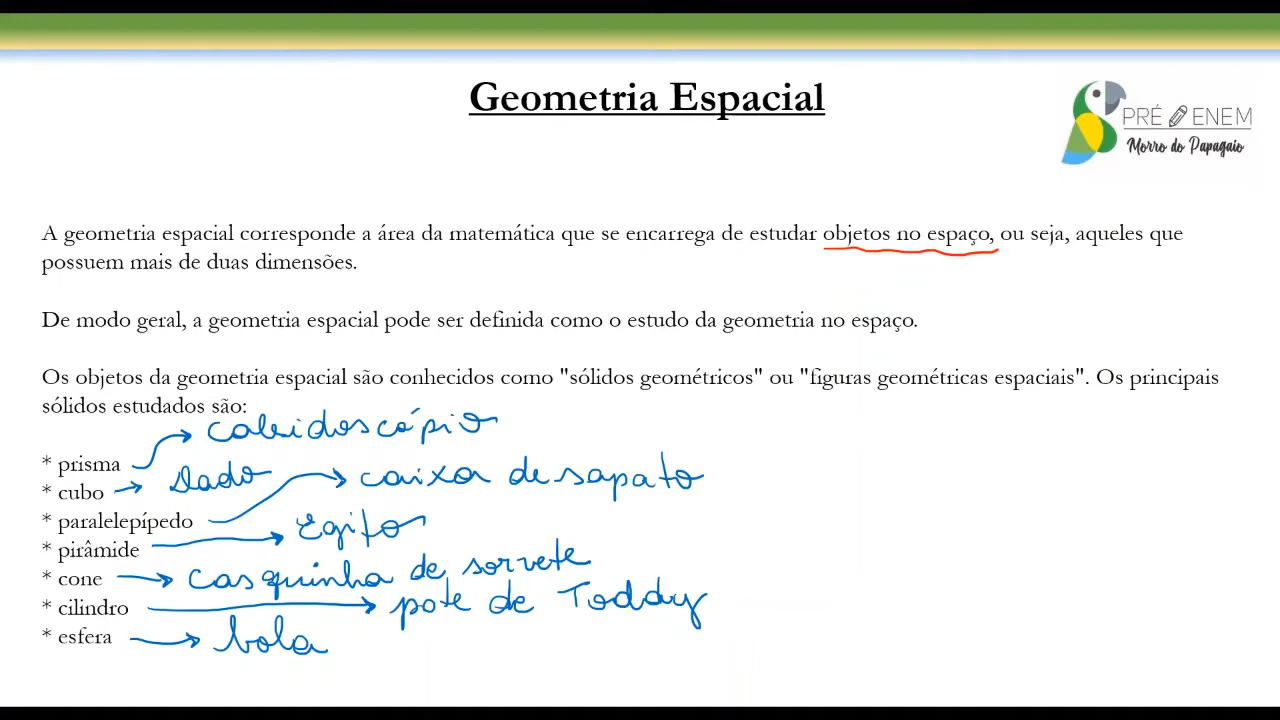 Geometria Espacial
PRÉ ENEM
Morro do Papagaio
A geometria espacial corresponde a área da matemática que se encarrega de estudar objetos no espaço, ou seja, aqueles que
possuem mais de duas dimensões.
De modo geral, a geometria espacial pode ser definida como o estudo da geometria no espaço.
Os objetos da geometria espacial são conhecidos como "sólidos geométricos" ou "figuras geométricas espaciais". Os principais
sólidos estudados são:
* prisma → caleidoscópio
* cubo → Dado
* paralelepípedo → caixa de sapato
* pirâmide → Egito
* cone → casquinha de sorvete
* cilindro → pote de Toddy
* esfera → bola